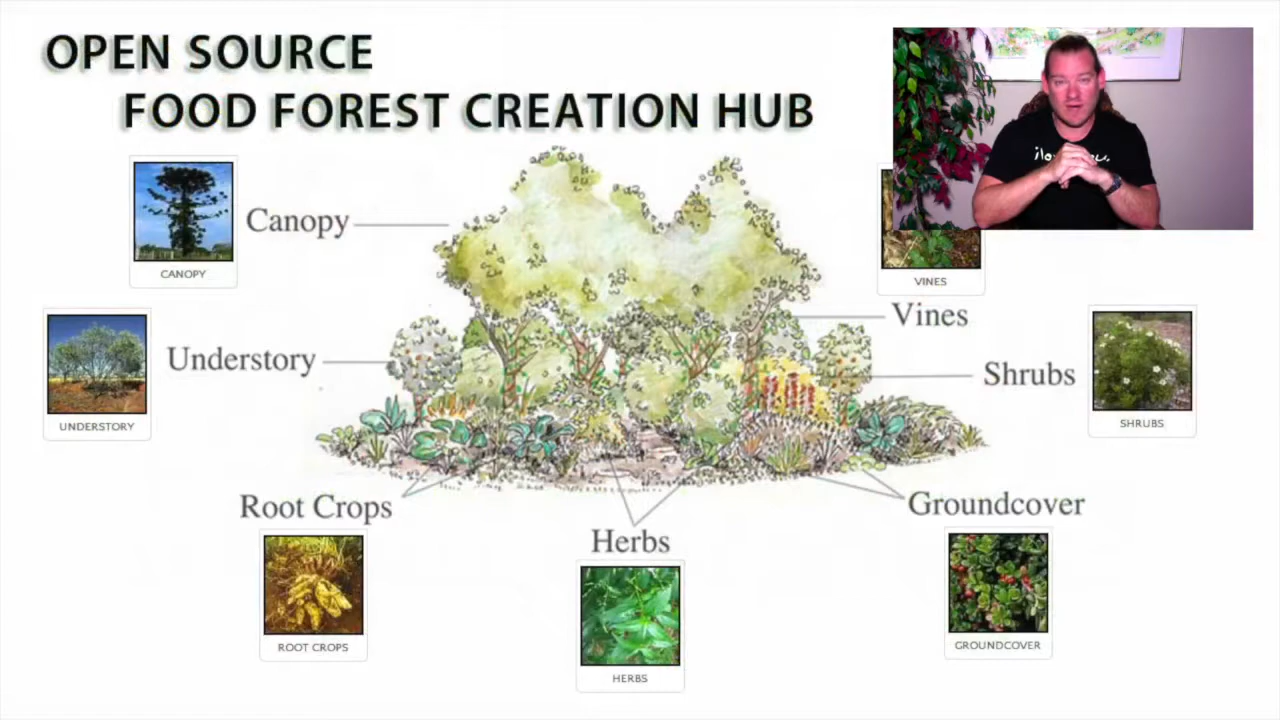 OPEN SOURCE
FOOD FOREST CREATION HUB
Canopy
CANOPY
VINES
Vines
Understory
UNDERSTORY
Shrubs
SHRUBS
Root Crops
ROOT CROPS
Herbs
HERBS
Groundcover
GROUNDCOVER